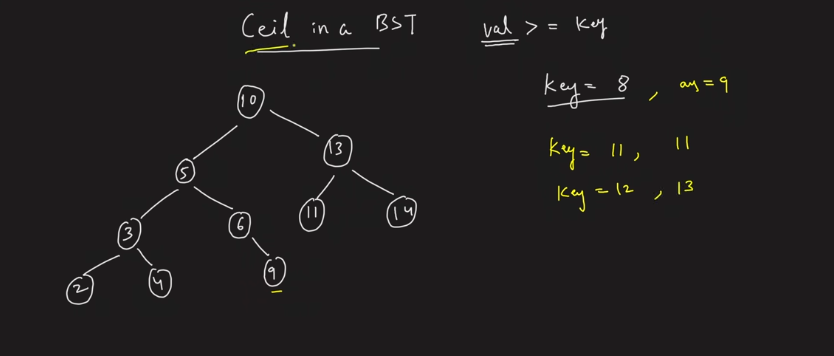 Ceil in a BST
val >= key
key = 8, ans = 9
key = 11, 11
key = 12, 13
10
5
13
3
6
11
14
2
4
9